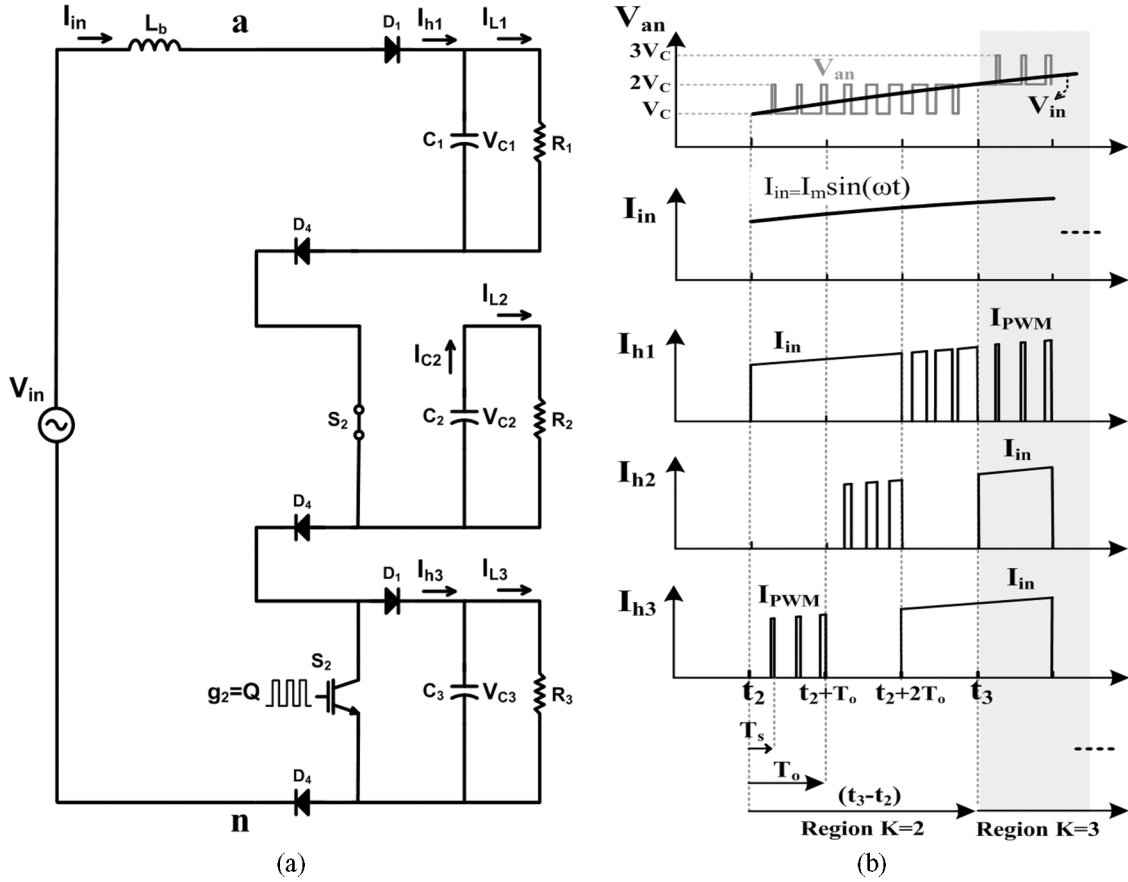 I_in
L_b
a
D_1
I_h1
I_L1
C_1
V_C1
R_1
D_4
I_L2
I_C2
V_in
S_2
C_2
V_C2
R_2
D_4
D_1
I_h3
I_L3
S_2
g_2=Q
C_3
V_C3
R_3
D_4
n
(a)
V_an
3V_C
2V_C
V_C
V_an
V_in
I_in
I_in=I_m sin(ωt)
I_h1
I_in
I_PWM
I_h2
I_in
I_h3
I_PWM
I_in
t_2
t_2+T_o
t_2+2T_o
t_3
T_s
T_o
(t_3-t_2)
Region K=2
Region K=3
(b)